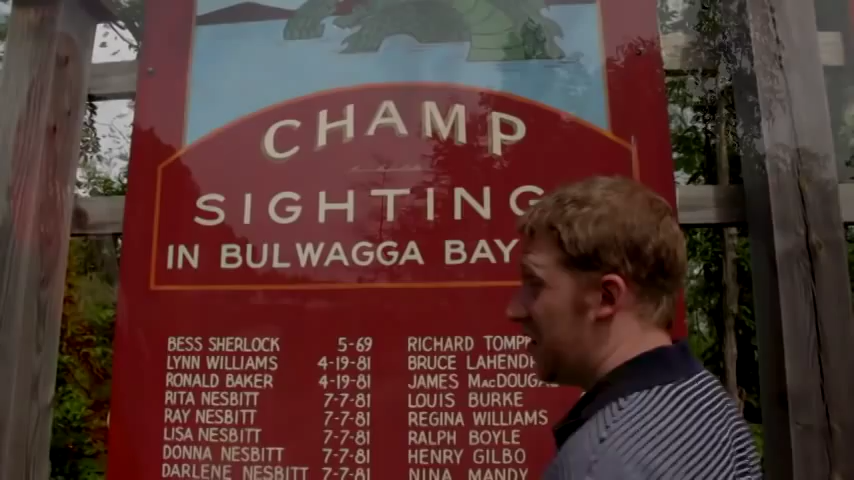 CHAMP
SIGHTING
IN BULWAGGA BAY
BESS SHERLOCK 5-69 RICHARD
LYNN WILLIAMS 4-19-81 BRUCE
RONALD BAKER 4-19-81 JAMES
RITA NESBITT 7-7-81 LOUIS BURKE
RAY NESBITT 7-7-81 REGINA WILLIAMS
LISA NESBITT 7-7-81 RALPH BOYLE
DONNA NESBITT 7-7-81 HENRY GILBO
DARLENE NESBITT 7-7-81 NINA MANDY